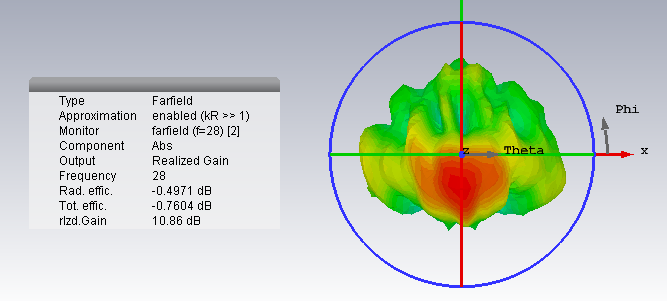 Type Farfield
Approximation enabled (kR >> 1)
Monitor farfield (f=28) [2]
Component Abs
Output Realized Gain
Frequency 28
Rad. effic. -0.4971 dB
Tot. effic. -0.7604 dB
rlzd.Gain 10.86 dB
Phi
z Theta x